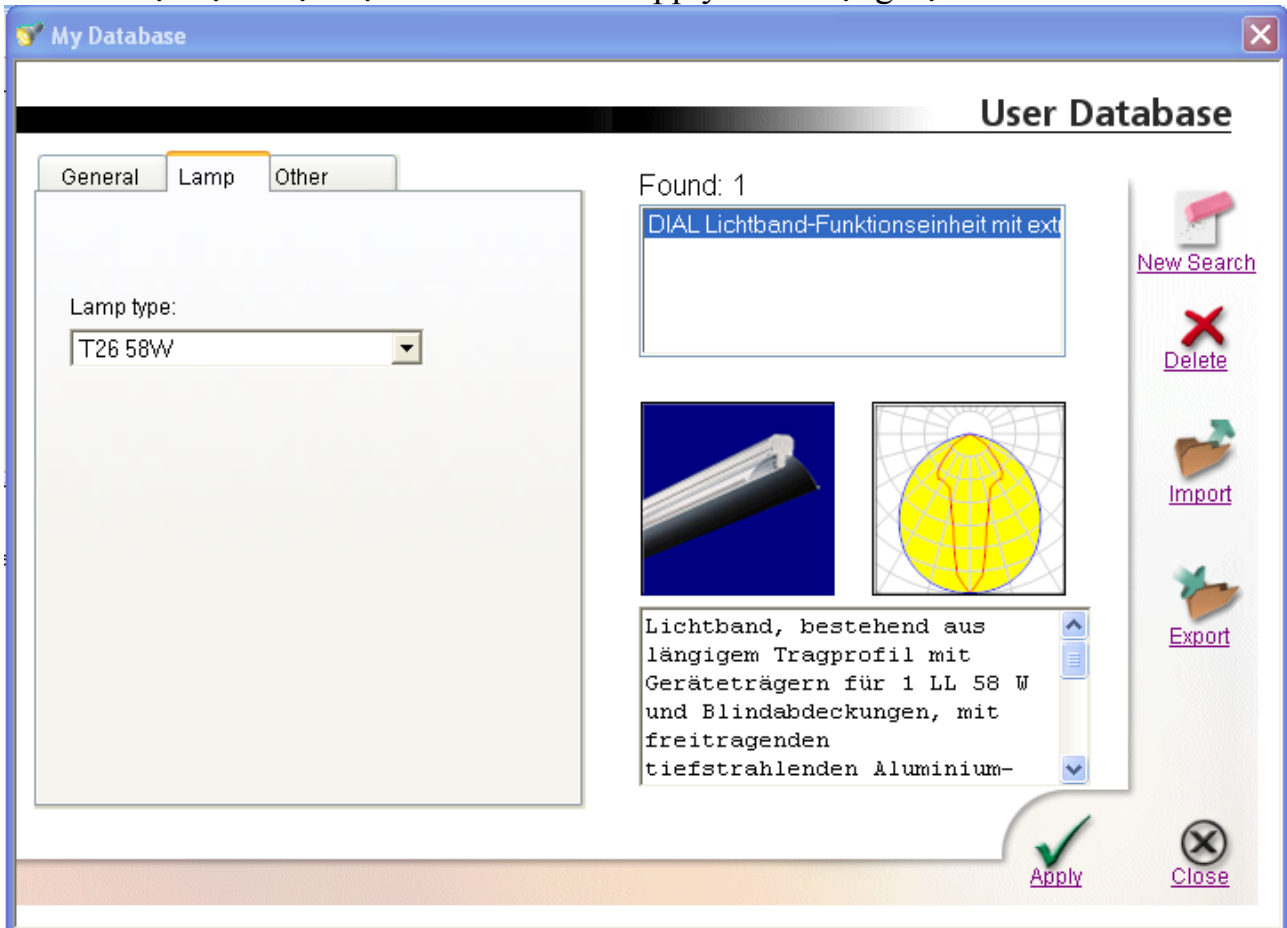 My Database
User Database
General
Lamp
Other
Found: 1
DIAL Lichtband-Funktionseinheit mit
New Search
Lamp type:
T26 58W
Delete
Import
Lichtband, bestehend aus
längigem Tragprofil mit
Geräteträgern für 1 LL 58 W
und Blindabdeckungen, mit
freitragenden
tiefstrahlenden Aluminium-
Export
Apply
Close